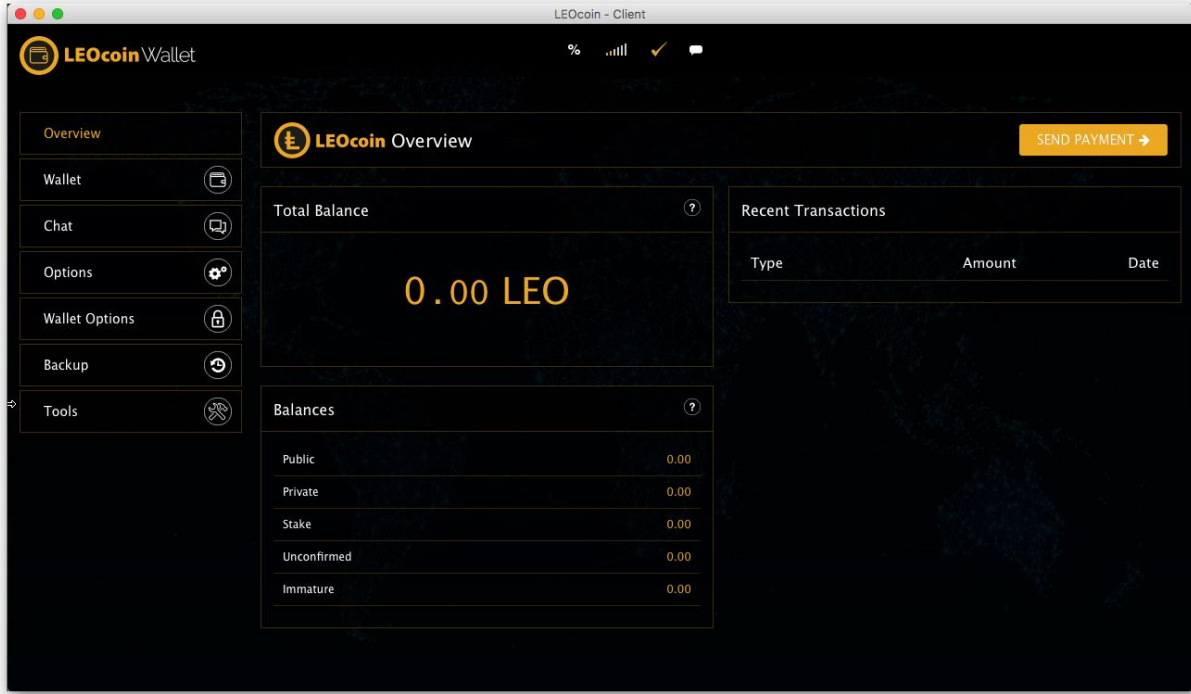 LEOcoin - Client
LEOcoin Wallet
%
Overview
Wallet
Chat
Options
Wallet Options
Backup
Tools
LEOcoin Overview
SEND PAYMENT →
Total Balance ?
0.00 LEO
Balances ?
Public 0.00
Private 0.00
Stake 0.00
Unconfirmed 0.00
Immature 0.00
Recent Transactions
Type Amount Date